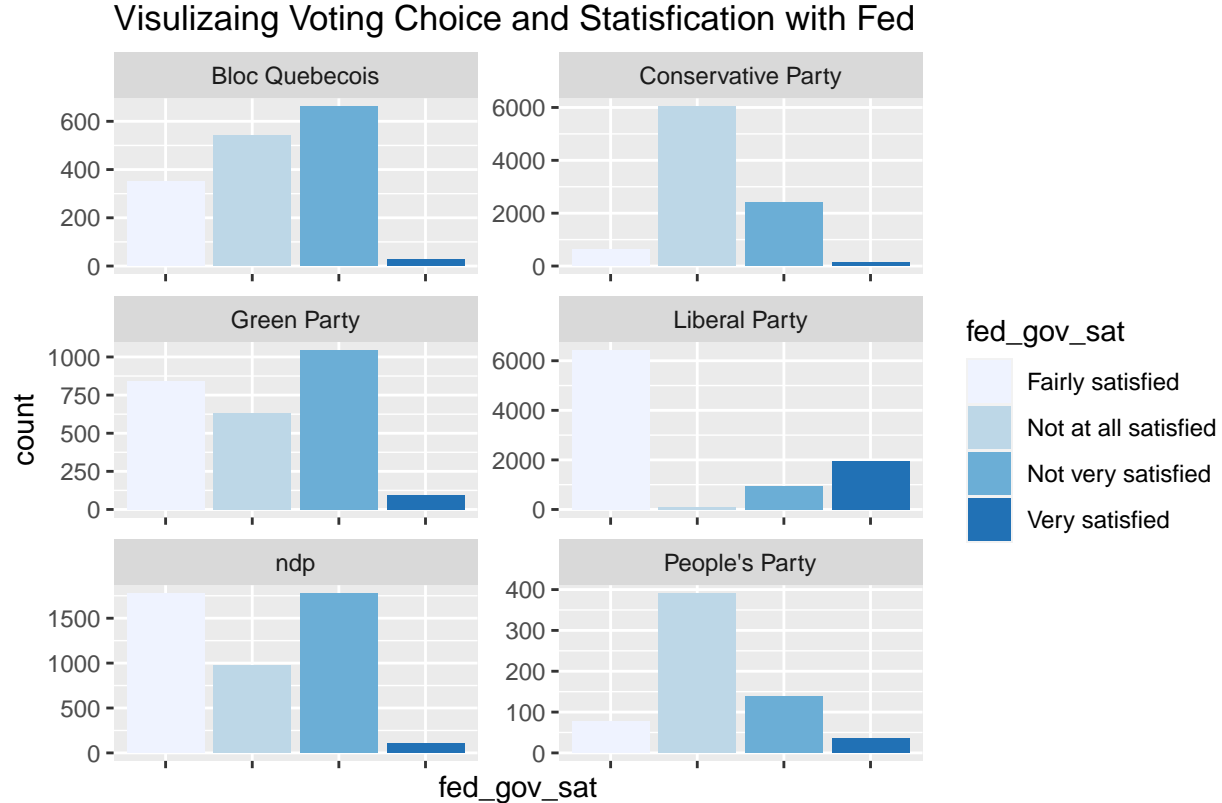 Visulizaing Voting Choice and Statisfication with Fed
Bloc Quebecois
Conservative Party
600
400
200
0
6000
4000
2000
0
Green Party
Liberal Party
1000
750
500
250
0
6000
4000
2000
0
ndp
People's Party
1500
1000
500
0
400
300
200
100
0
count
fed_gov_sat
fed_gov_sat
Fairly satisfied
Not at all satisfied
Not very satisfied
Very satisfied